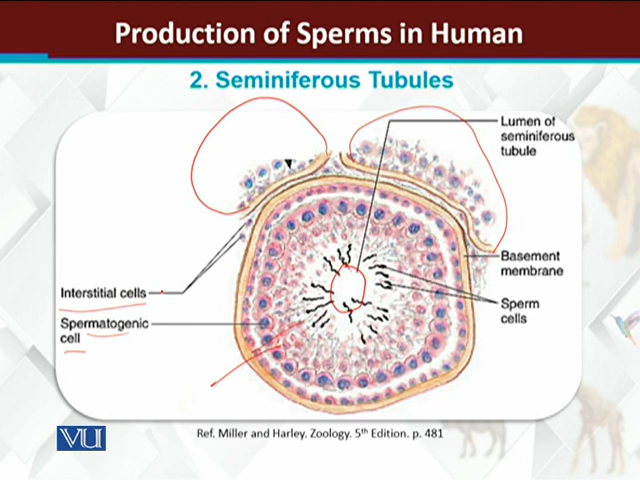 Production of Sperms in Human
2. Seminiferous Tubules
Lumen of
seminiferous
tubule
Basement
membrane
Interstitial cells
Sperm
cells
Spermatogenic
cell
VU
Ref. Miller and Harley. Zoology. 5th Edition. p. 481